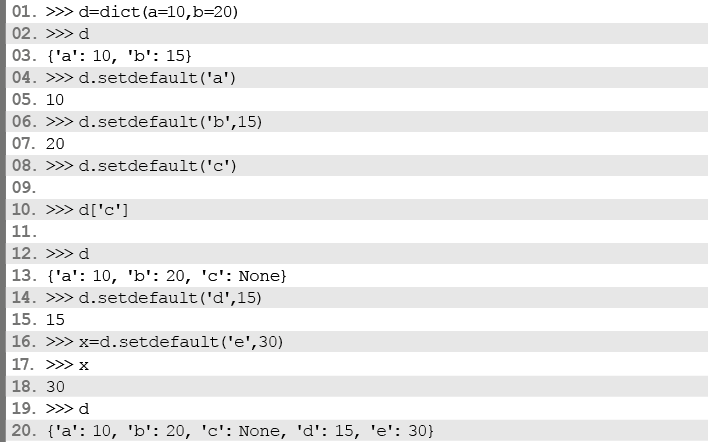 01. >>> d=dict(a=10,b=20)
02. >>> d
03. {'a': 10, 'b': 15}
04. >>> d.setdefault('a')
05. 10
06. >>> d.setdefault('b',15)
07. 20
08. >>> d.setdefault('c')
09.
10. >>> d['c']
11.
12. >>> d
13. {'a': 10, 'b': 20, 'c': None}
14. >>> d.setdefault('d',15)
15. 15
16. >>> x=d.setdefault('e',30)
17. >>> x
18. 30
19. >>> d
20. {'a': 10, 'b': 20, 'c': None, 'd': 15, 'e': 30}